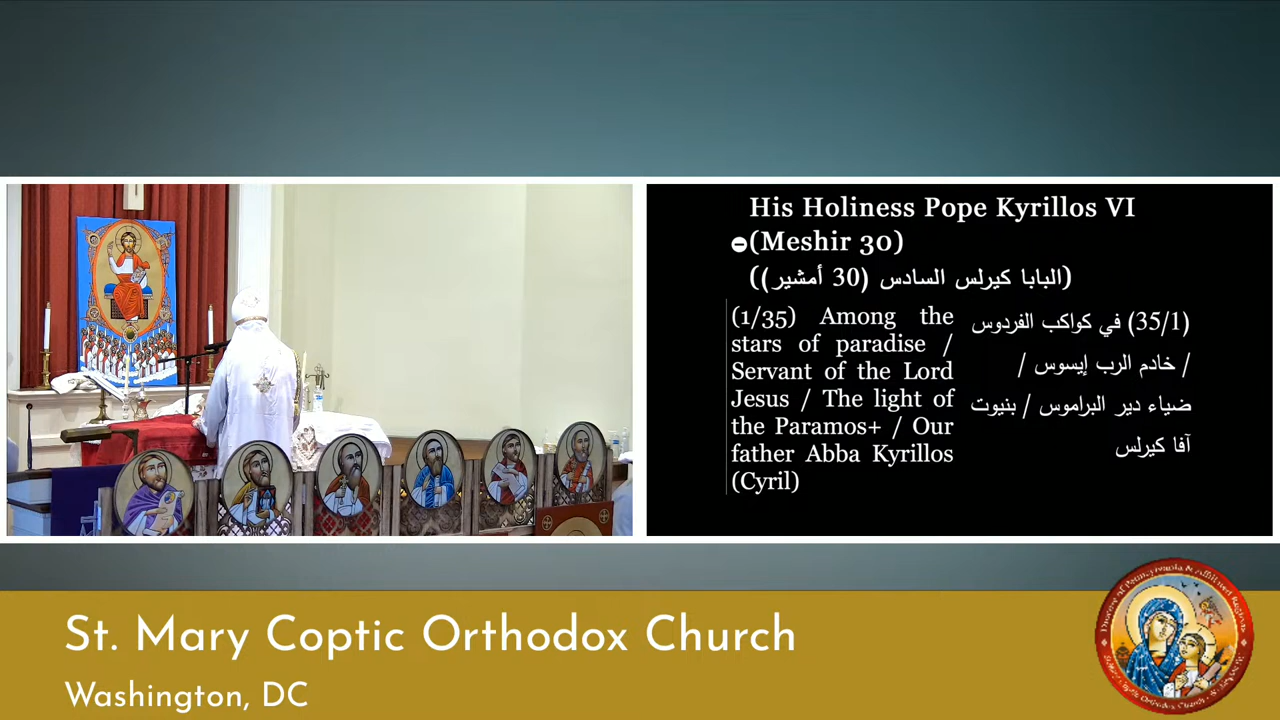 His Holiness Pope Kyrillos VI
(Meshir 30)
(البابا كيرلس السادس (30 أمشير))
(1/35) Among the
stars of paradise /
Servant of the Lord
Jesus / The light of
the Paramos+ / Our
father Abba Kyrillos
(Cyril)
(35/1) في كواكب الفردوس
/ خادم الرب إيسوس /
ضياء دير البراموس / بنيوت
آفا كيرلس
St. Mary Coptic Orthodox Church
Washington, DC